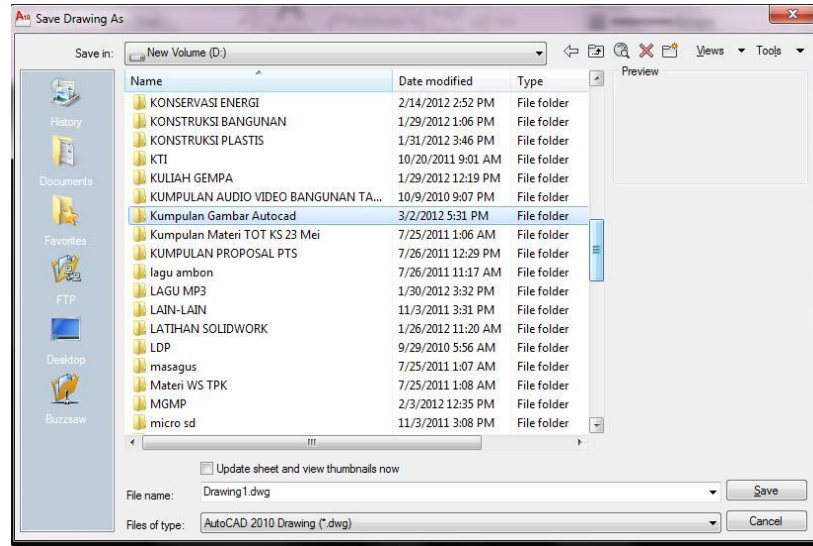 A10 Save Drawing As
Save in: New Volume (D:) Views Tools
Name Date modified Type Preview
KONSERVASI ENERGI 2/14/2012 2:52 PM File folder
KONSTRUKSI BANGUNAN 1/29/2012 1:06 PM File folder
KONSTRUKSI PLASTIS 1/31/2012 3:46 PM File folder
KTI 10/20/2011 9:01 AM File folder
KULIAH GEMPA 1/29/2012 12:19 PM File folder
KUMPULAN AUDIO VIDEO BANGUNAN TA... 10/9/2010 9:07 PM File folder
Kumpulan Gambar Autocad 3/2/2012 5:31 PM File folder
Kumpulan Materi TOT KS 23 Mei 7/25/2011 1:06 AM File folder
KUMPULAN PROPOSAL PTS 7/26/2011 12:29 PM File folder
lagu ambon 7/26/2011 11:17 AM File folder
LAGU MP3 1/30/2012 3:32 PM File folder
LAIN-LAIN 11/3/2011 3:31 PM File folder
LATIHAN SOLIDWORK 1/26/2012 11:20 AM File folder
LDP 9/29/2010 5:56 AM File folder
masagus 7/25/2011 1:07 AM File folder
Materi WS TPK 7/25/2011 1:08 AM File folder
MGMP 2/3/2012 12:35 PM File folder
micro sd 11/3/2011 3:08 PM File folder
History
Documents
Favorites
FTP
Desktop
Buzzsaw
Update sheet and view thumbnails now
File name: Drawing1.dwg Save
Files of type: AutoCAD 2010 Drawing (*.dwg) Cancel